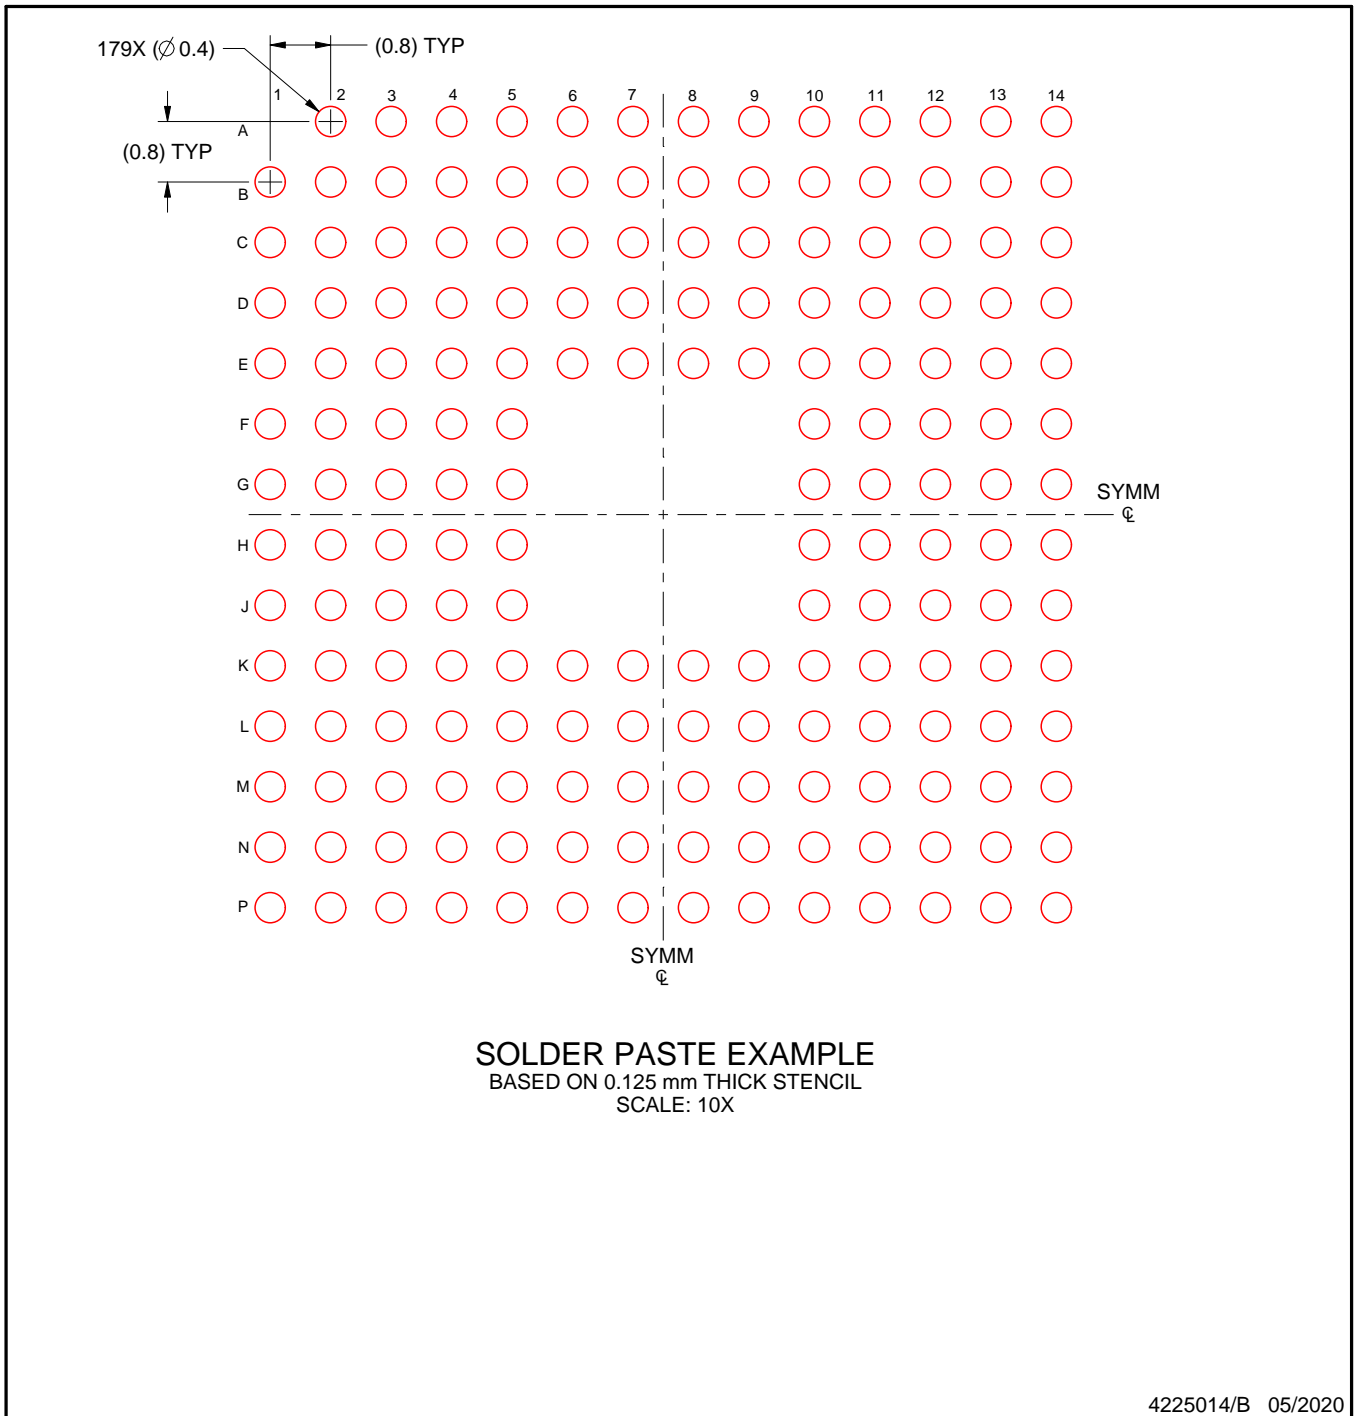 179X (∅ 0.4)
(0.8) TYP
1 2 3 4 5 6 7 8 9 10 11 12 13 14
A
(0.8) TYP
B
C
D
E
F
G
SYMM
℄
H
J
K
L
M
N
P
SYMM
℄
SOLDER PASTE EXAMPLE
BASED ON 0.125 mm THICK STENCIL
SCALE: 10X
4225014/B 05/2020